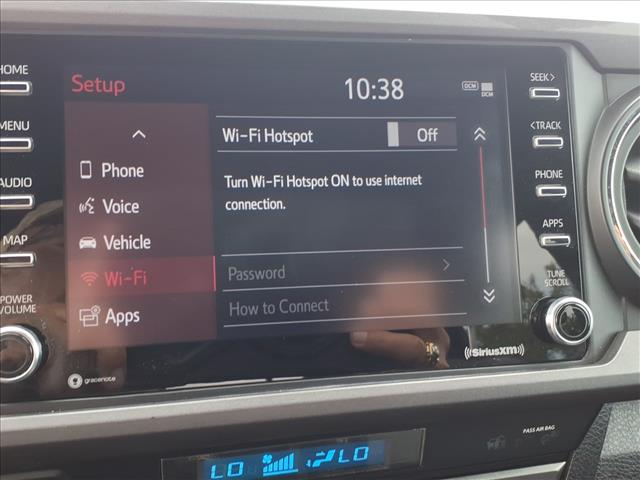 HOME
MENU
AUDIO
MAP
POWER
VOLUME
Setup
10:38
DCM
DCM
Phone
Voice
Vehicle
Wi-Fi
Apps
Wi-Fi Hotspot
Off
Turn Wi-Fi Hotspot ON to use internet
connection.
Password
How to Connect
SEEK>
<TRACK
PHONE
APPS
TUNE
SCROLL
gracenote
((SiriusXM))
PASS AIR BAG
LO
LO